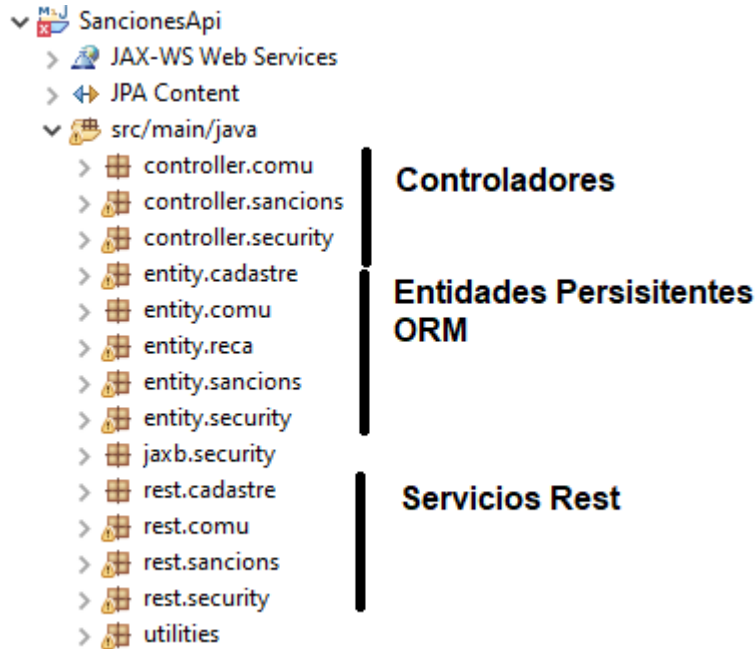 SancionesApi
JAX-WS Web Services
JPA Content
src/main/java
controller.comu
controller.sancions
controller.security
Controladores
entity.cadastre
entity.comu
entity.reca
entity.sancions
entity.security
Entidades Persisitentes
ORM
jaxb.security
rest.cadastre
rest.comu
rest.sancions
rest.security
Servicios Rest
utilities